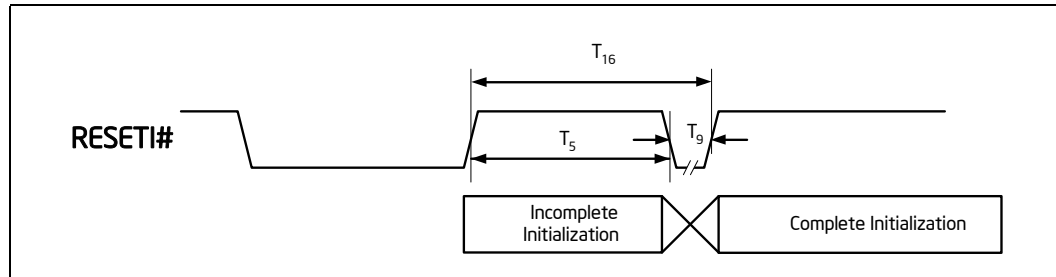 T16
RESETI#
T5
T9
Incomplete
Initialization
Complete Initialization